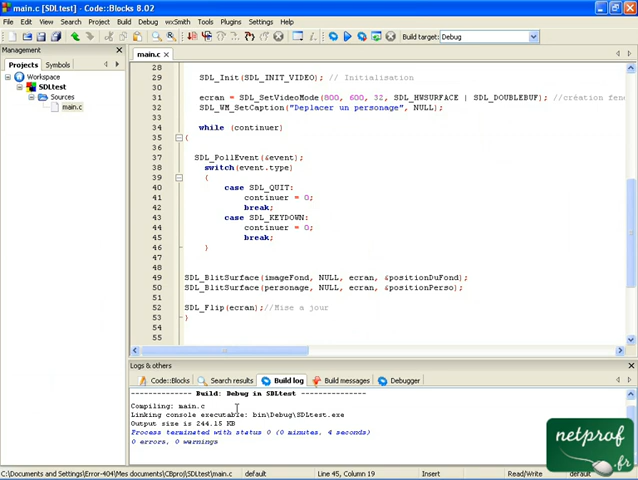 main.c [SDLtest] - Code::Blocks 8.02
File Edit View Search Project Build Debug wxSmith Tools Plugins Settings Help
Build target: Debug
Management
Projects Symbols
Workspace
SDLtest
Sources
main.c
main.c
28
29 SDL_Init(SDL_INIT_VIDEO); // Initialisation
30
31 ecran = SDL_SetVideoMode(800, 600, 32, SDL_HWSURFACE | SDL_DOUBLEBUF); //création fene
32 SDL_WM_SetCaption("Deplacer un personage", NULL);
33
34 while (continuer)
35 {
36
37 SDL_PollEvent(&event);
38 switch(event.type)
39 {
40 case SDL_QUIT:
41 continuer = 0;
42 break;
43 case SDL_KEYDOWN:
44 continuer = 0;
45 break;
46 }
47
48
49 SDL_BlitSurface(imageFond, NULL, ecran, &positionDuFond);
50 SDL_BlitSurface(personage, NULL, ecran, &positionPerso);
51
52 SDL_Flip(ecran);//Mise a jour
53 }
54
55
Logs & others
Code::Blocks Search results Build log Build messages Debugger
-------------- Build: Debug in SDLtest ---------------
Compiling: main.c
Linking console executable: bin\Debug\SDLtest.exe
Output size is 244.15 KB
Process terminated with status 0 (0 minutes, 4 seconds)
0 errors, 0 warnings
netprof
.fr
C:\Documents and Settings\Error-404\Mes documents\CBproj\SDLtest\main.c default Line 45, Column 19 Insert Read/Write default